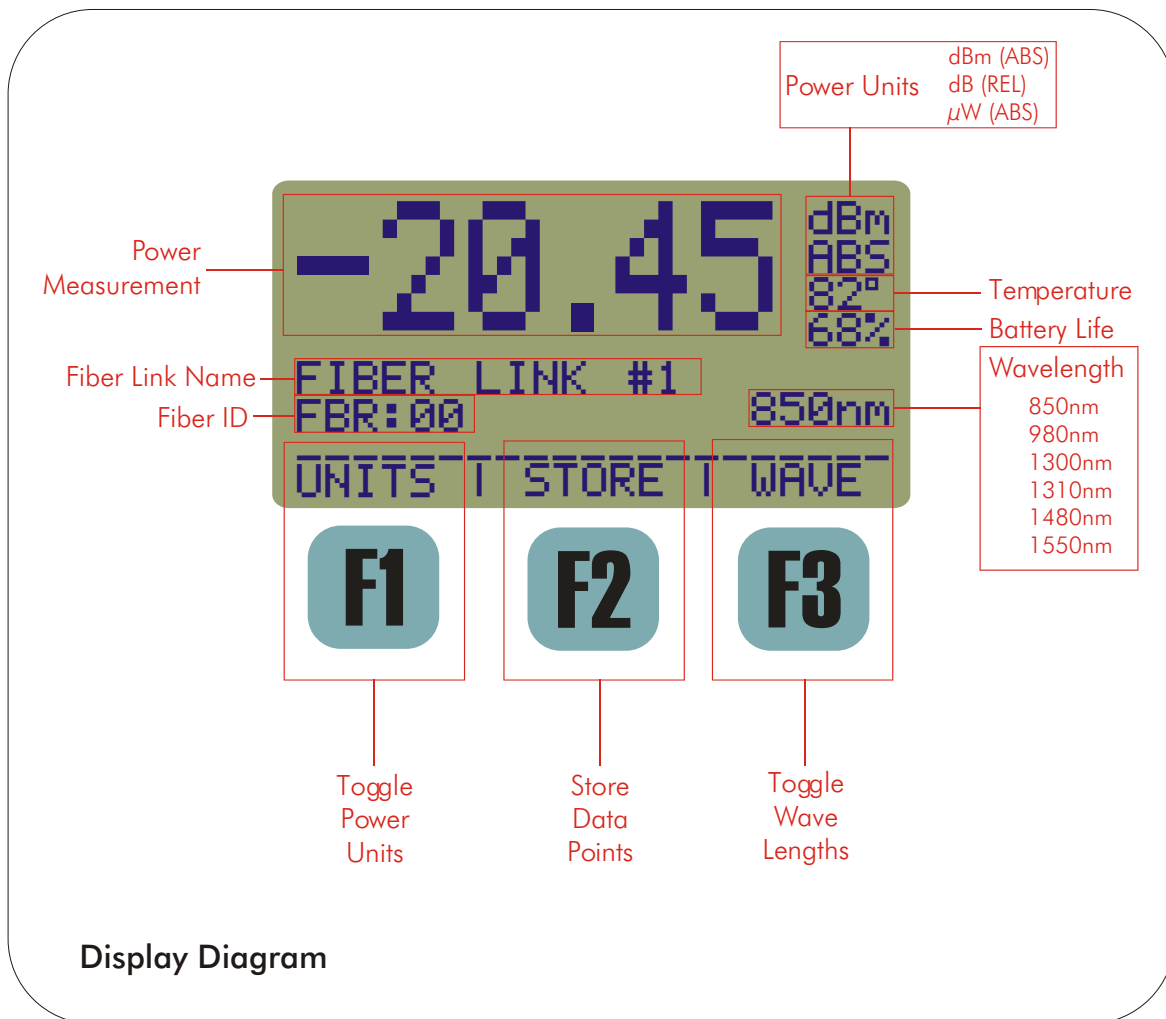 dBm (ABS)
Power Units
dB (REL)
µW (ABS)
-20.45
dBm
ABS
82°
68%
Power
Measurement
Temperature
Battery Life
Fiber Link Name
FIBER LINK #1
Fiber ID
FBR:00
850nm
Wavelength
850nm
980nm
1300nm
1310nm
1480nm
1550nm
UNITS | STORE | WAVE
F1
F2
F3
Toggle
Power
Units
Store
Data
Points
Toggle
Wave
Lengths
Display Diagram